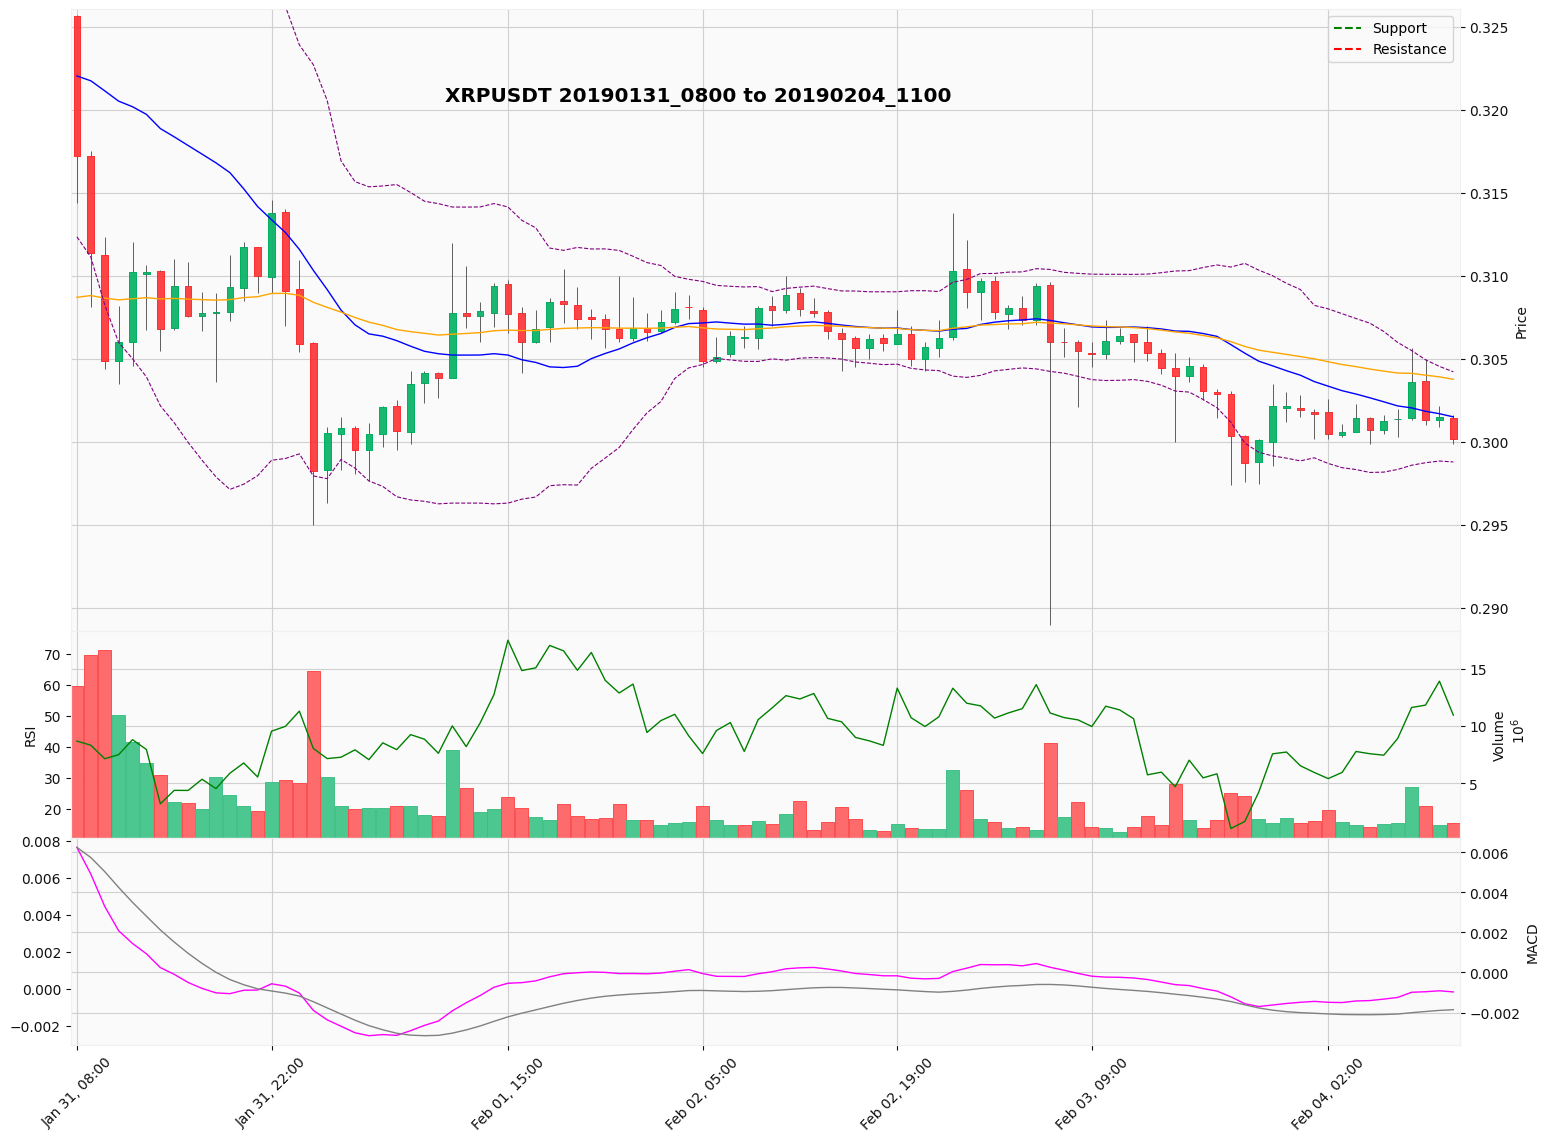 XRPUSDT 20190131_0800 to 20190204_1100
Support
Resistance
0.325
0.320
0.315
0.310
0.305
0.300
0.295
0.290
Price
70
60
50
40
30
20
RSI
15
10
5
Volume
10^6
0.008
0.006
0.004
0.002
0.000
−0.002
0.006
0.004
0.002
0.000
−0.002
MACD
Jan 31, 08:00
Jan 31, 22:00
Feb 01, 15:00
Feb 02, 05:00
Feb 02, 19:00
Feb 03, 09:00
Feb 04, 02:00